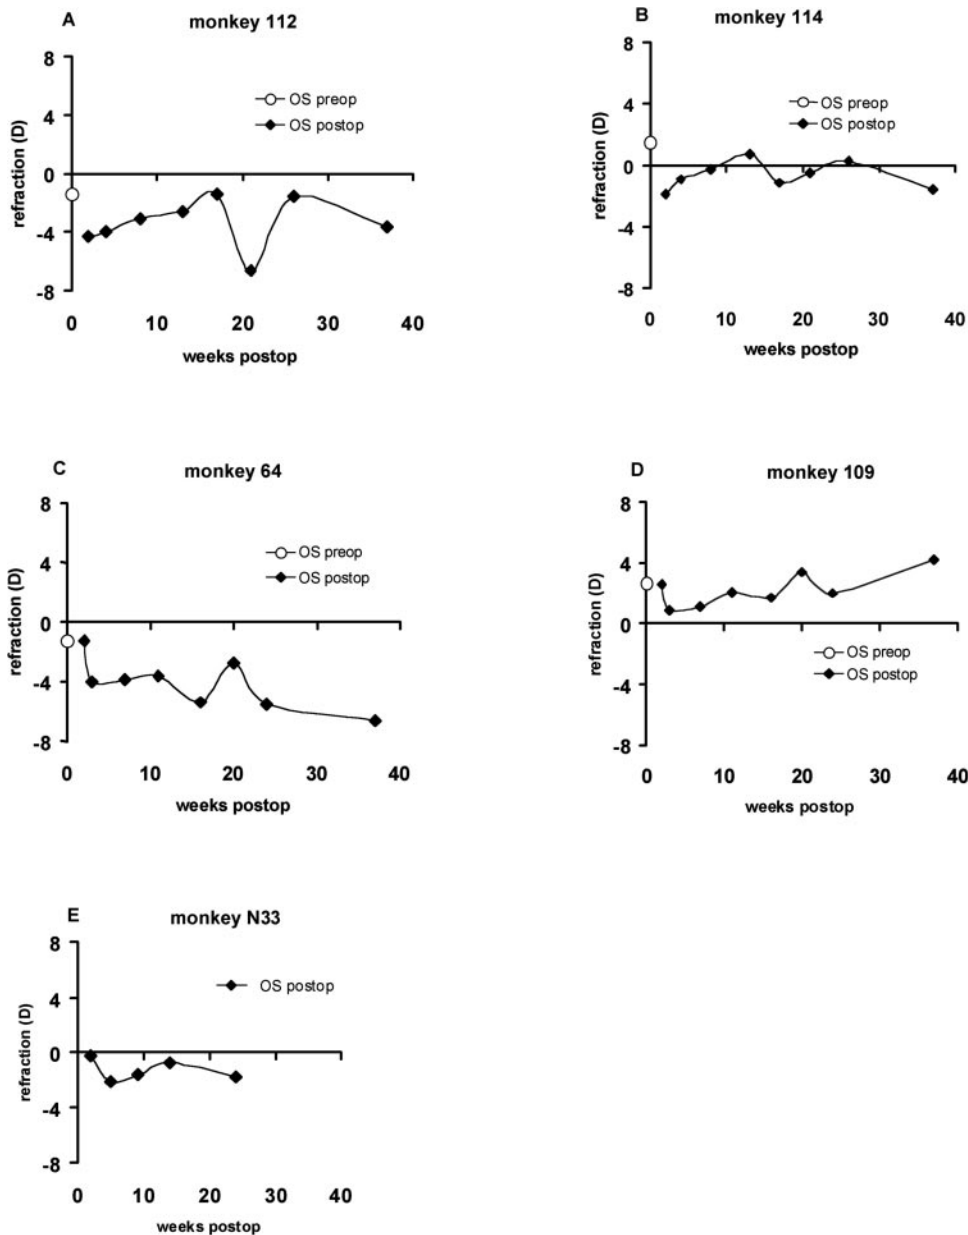 A
monkey 112
8
4
0
-4
-8
refraction (D)
OS preop
OS postop
0 10 20 30 40
weeks postop
B
monkey 114
8
4
0
-4
-8
refraction (D)
OS preop
OS postop
0 10 20 30 40
weeks postop
C
monkey 64
8
4
0
-4
-8
refraction (D)
OS preop
OS postop
0 10 20 30 40
weeks postop
D
monkey 109
8
4
0
-4
-8
refraction (D)
OS preop
OS postop
0 10 20 30 40
weeks postop
E
monkey N33
8
4
0
-4
-8
refraction (D)
OS postop
0 10 20 30 40
weeks postop